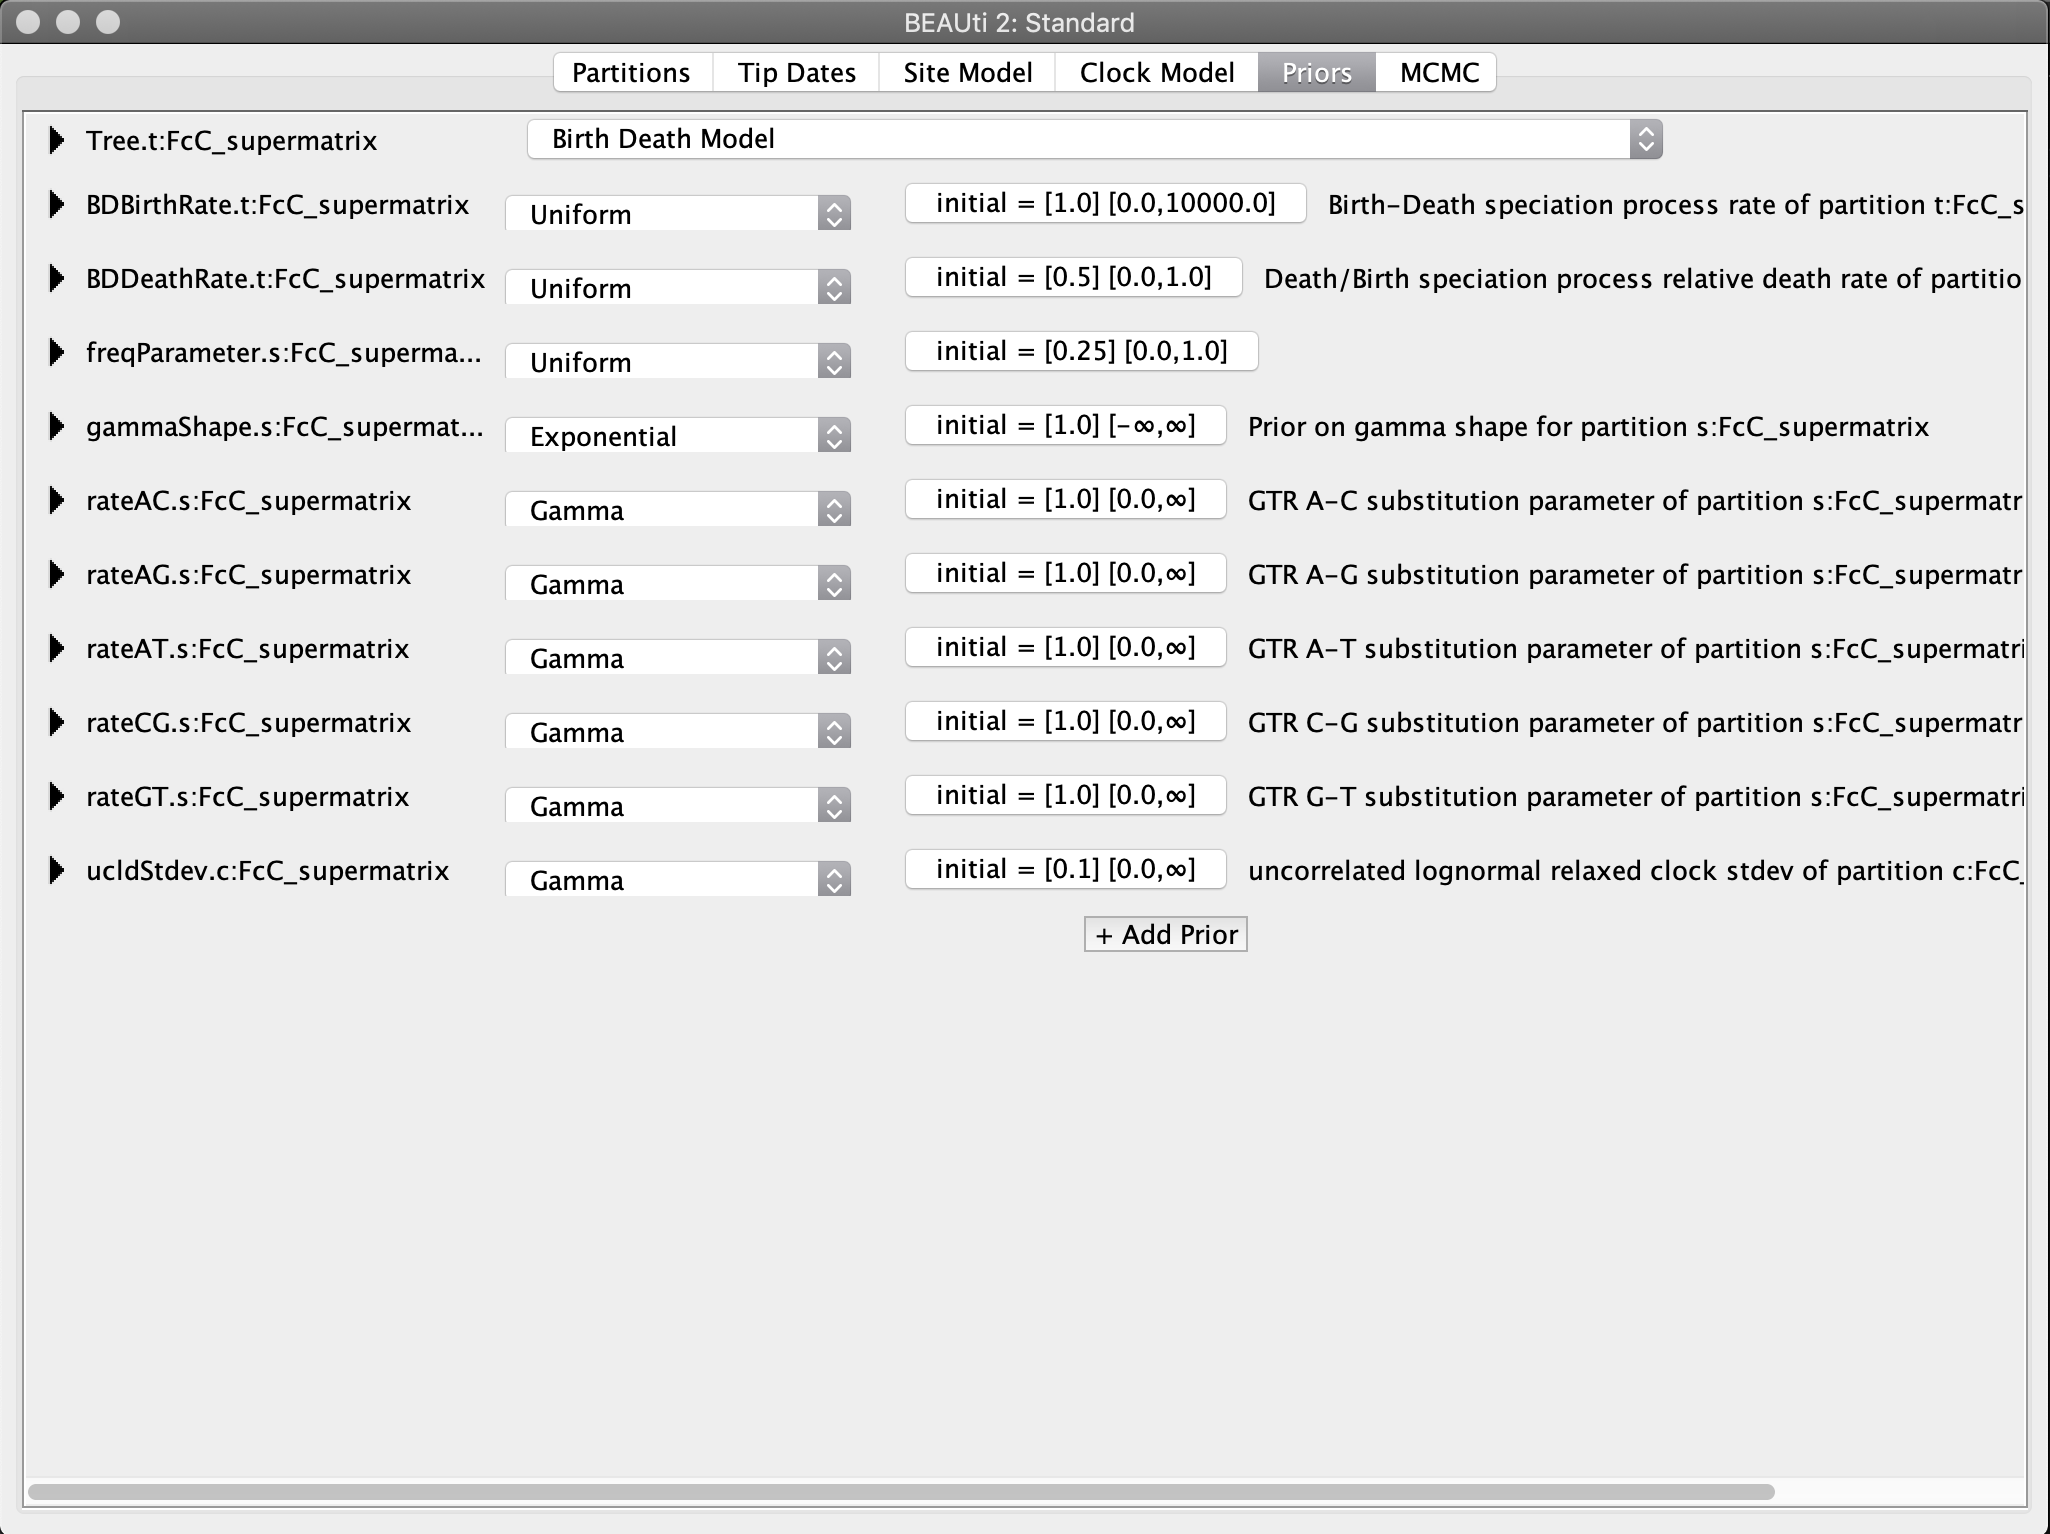 BEAUti 2: Standard
Partitions Tip Dates Site Model Clock Model Priors MCMC
Tree.t:FcC_supermatrix Birth Death Model
BDBirthRate.t:FcC_supermatrix Uniform initial = [1.0] [0.0,10000.0] Birth-Death speciation process rate of partition t:FcC_s
BDDeathRate.t:FcC_supermatrix Uniform initial = [0.5] [0.0,1.0] Death/Birth speciation process relative death rate of partitio
freqParameter.s:FcC_superma... Uniform initial = [0.25] [0.0,1.0]
gammaShape.s:FcC_supermat... Exponential initial = [1.0] [-∞,∞] Prior on gamma shape for partition s:FcC_supermatrix
rateAC.s:FcC_supermatrix Gamma initial = [1.0] [0.0,∞] GTR A-C substitution parameter of partition s:FcC_supermatr
rateAG.s:FcC_supermatrix Gamma initial = [1.0] [0.0,∞] GTR A-G substitution parameter of partition s:FcC_supermatr
rateAT.s:FcC_supermatrix Gamma initial = [1.0] [0.0,∞] GTR A-T substitution parameter of partition s:FcC_supermatri
rateCG.s:FcC_supermatrix Gamma initial = [1.0] [0.0,∞] GTR C-G substitution parameter of partition s:FcC_supermatr
rateGT.s:FcC_supermatrix Gamma initial = [1.0] [0.0,∞] GTR G-T substitution parameter of partition s:FcC_supermatri
ucldStdev.c:FcC_supermatrix Gamma initial = [0.1] [0.0,∞] uncorrelated lognormal relaxed clock stdev of partition c:FcC_
+ Add Prior